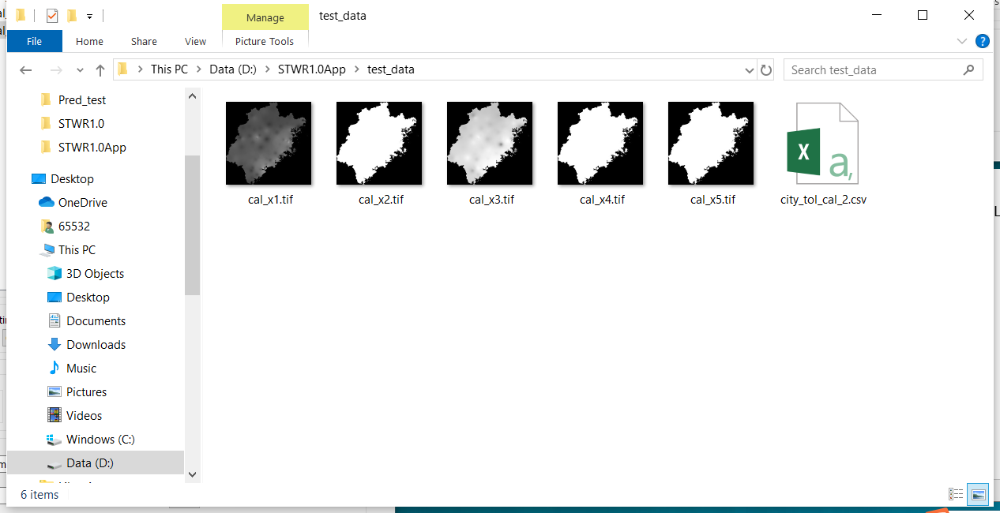 Manage
test_data
File
Home
Share
View
Picture Tools
This PC
Data (D:)
STWR1.0App
test_data
Search test_data
Pred_test
STWR1.0
STWR1.0App
Desktop
OneDrive
65532
This PC
3D Objects
Desktop
Documents
Downloads
Music
Pictures
Videos
Windows (C:)
Data (D:)
cal_x1.tif
cal_x2.tif
cal_x3.tif
cal_x4.tif
cal_x5.tif
X
a,
city_tol_cal_2.csv
6 items